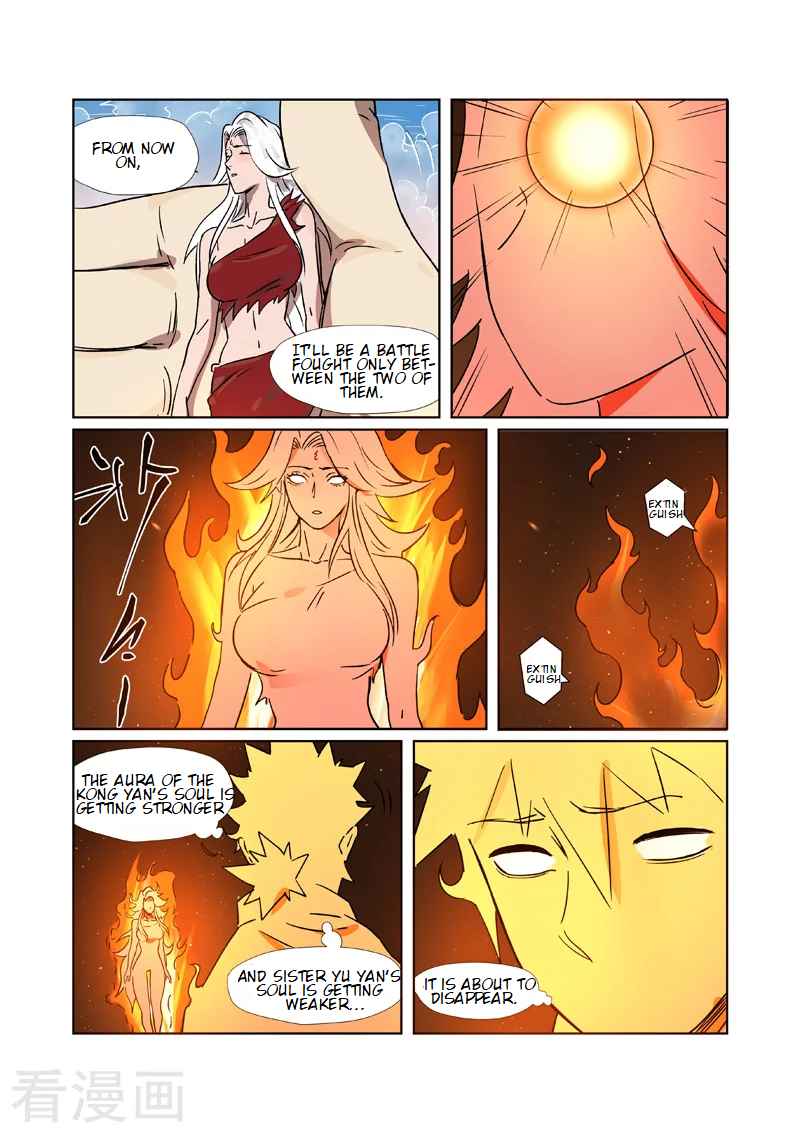 FROM NOW
ON,
IT'LL BE A BATTLE
FOUGHT ONLY BET-
WEEN THE TWO OF
THEM.
EXTIN
GUISH
EXTIN
GUISH
THE AURA OF THE
KONG YAN'S SOUL IS
GETTING STRONGER
AND SISTER YU YAN'S
SOUL IS GETTING
WEAKER...
IT IS ABOUT TO
DISAPPEAR.
看漫画